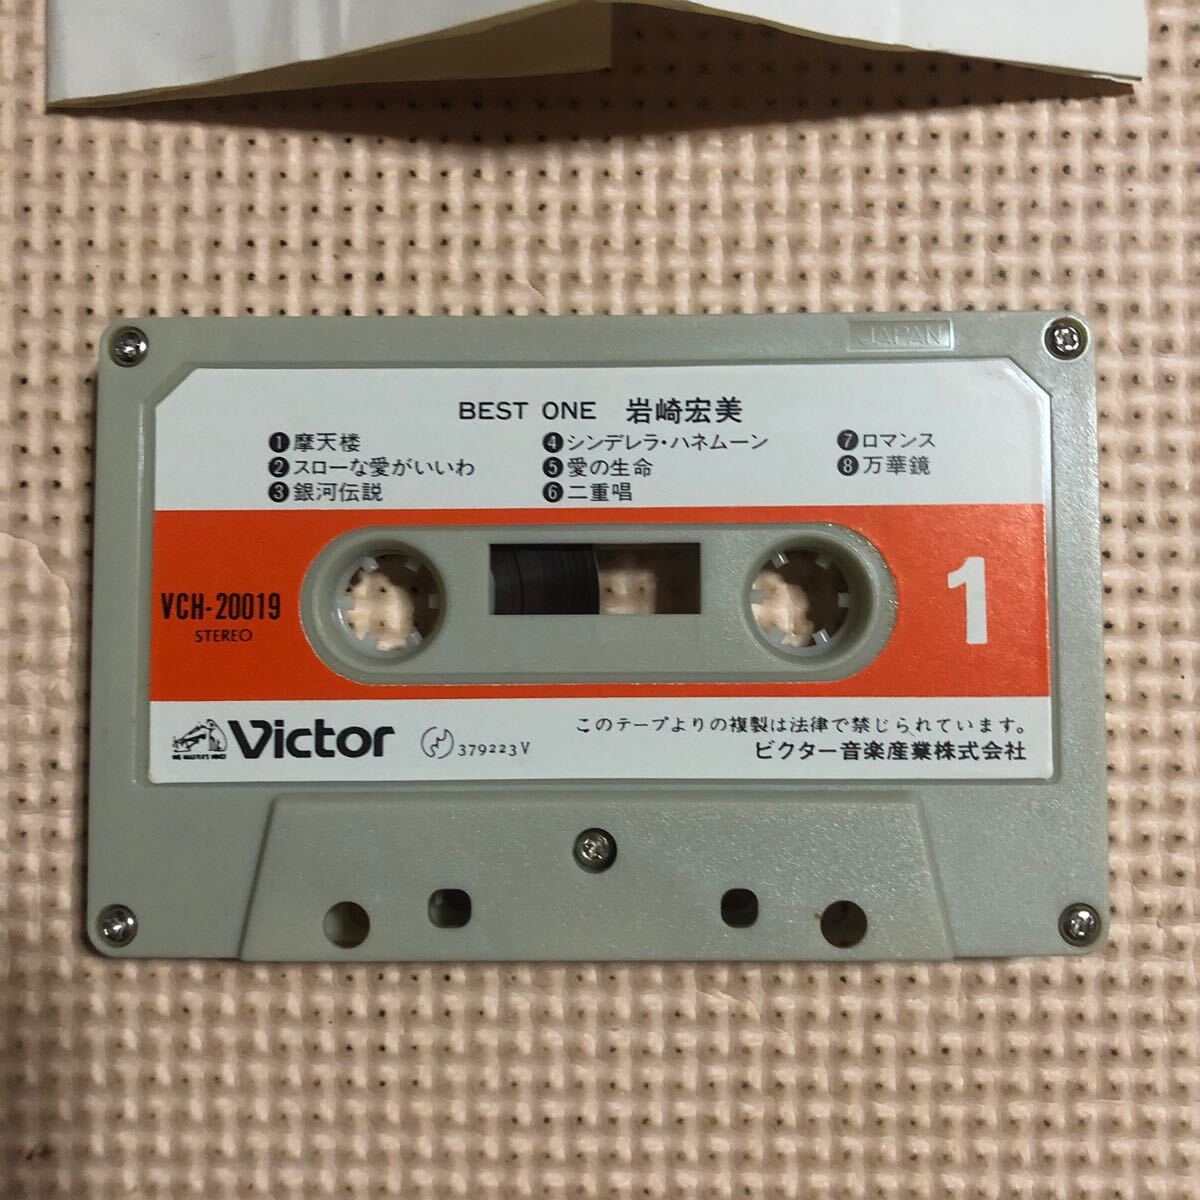 JAPAN
BEST ONE 岩崎宏美
❶摩天楼
❷スローな愛がいいわ
❸銀河伝説
❹シンデレラ・ハネムーン
❺愛の生命
❻二重唱
❼ロマンス
❽万華鏡
VCH-20019
STEREO
1
HIS MASTER'S VOICE
Victor
379223V
このテープよりの複製は法律で禁じられています。
ビクター音楽産業株式会社